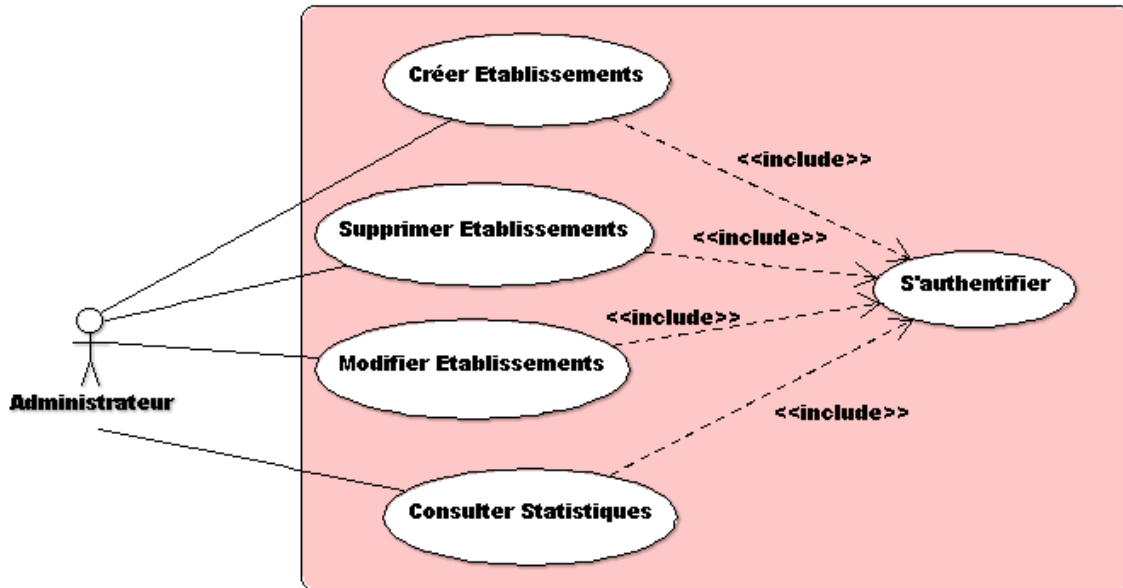 Créer Etablissements
<<include>>
Supprimer Etablissements
<<include>>
S'authentifier
<<include>>
Modifier Etablissements
Administrateur
<<include>>
Consulter Statistiques